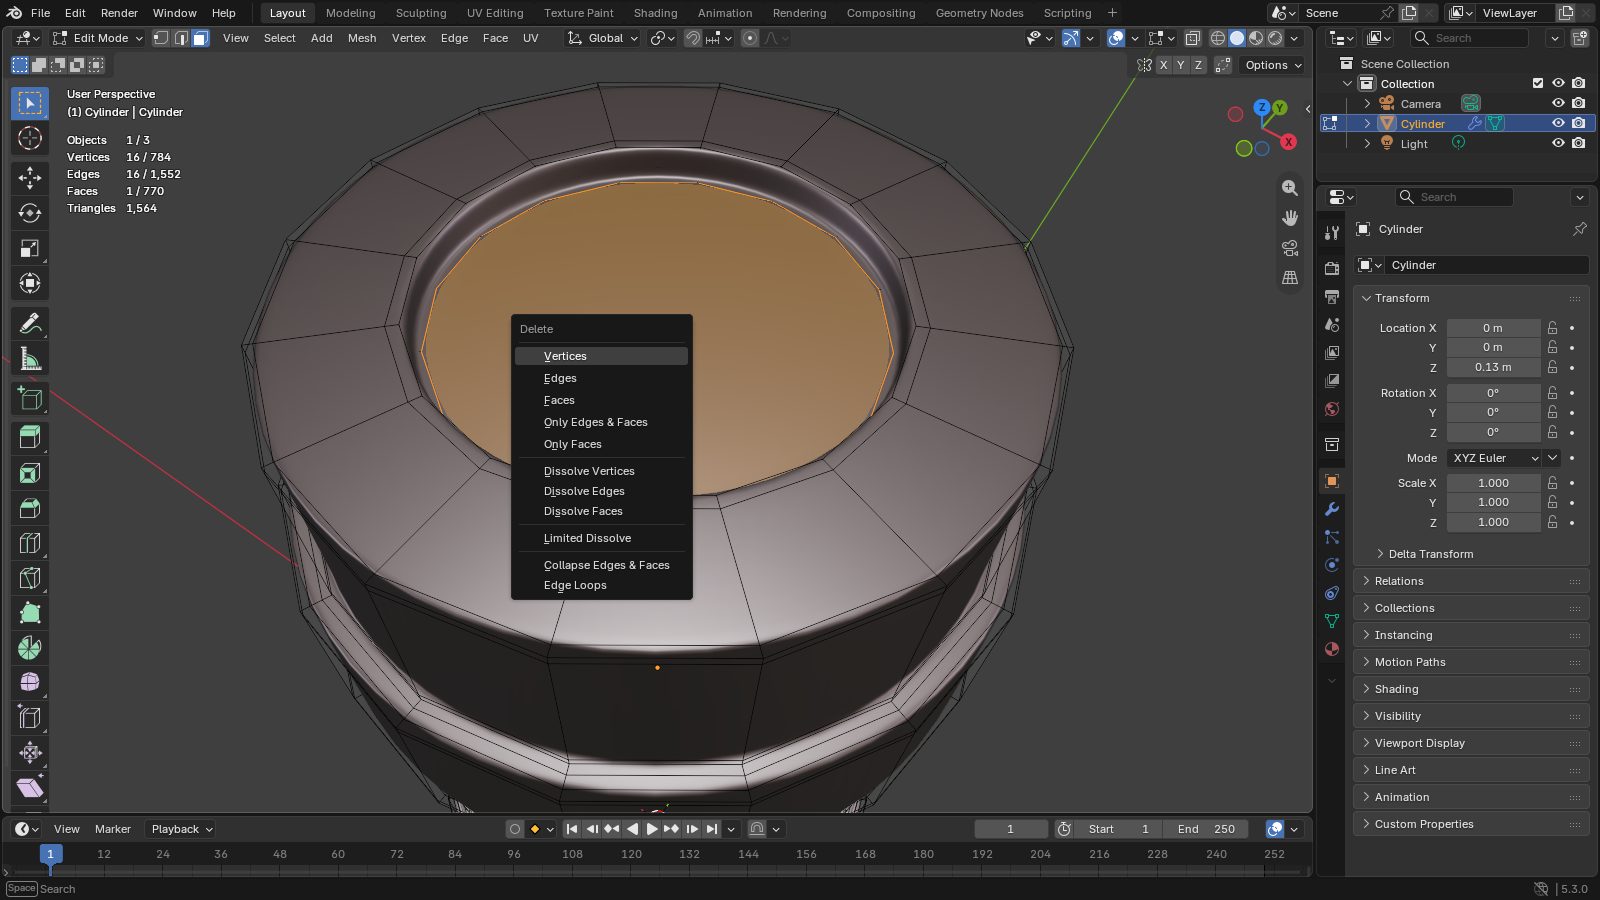 File Edit Render Window Help Layout Modeling Sculpting UV Editing Texture Paint Shading Animation Rendering Compositing Geometry Nodes Scripting + Scene ViewLayer
Edit Mode View Select Add Mesh Vertex Edge Face UV Global Search
X Y Z Options
Scene Collection
Collection
Camera
Cylinder
Light
User Perspective
(1) Cylinder | Cylinder
Objects 1 / 3
Vertices 16 / 784
Edges 16 / 1,552
Faces 1 / 770
Triangles 1,564
Z Y X
Delete
Vertices
Edges
Faces
Only Edges & Faces
Only Faces
Dissolve Vertices
Dissolve Edges
Dissolve Faces
Limited Dissolve
Collapse Edges & Faces
Edge Loops
Search
Cylinder
Cylinder
Transform
Location X 0 m
Y 0 m
Z 0.13 m
Rotation X 0°
Y 0°
Z 0°
Mode XYZ Euler
Scale X 1.000
Y 1.000
Z 1.000
Delta Transform
Relations
Collections
Instancing
Motion Paths
Shading
Visibility
Viewport Display
Line Art
Animation
Custom Properties
View Marker Playback 1 Start 1 End 250
1 12 24 36 48 60 72 84 96 108 120 132 144 156 168 180 192 204 216 228 240 252
Space Search 5.3.0